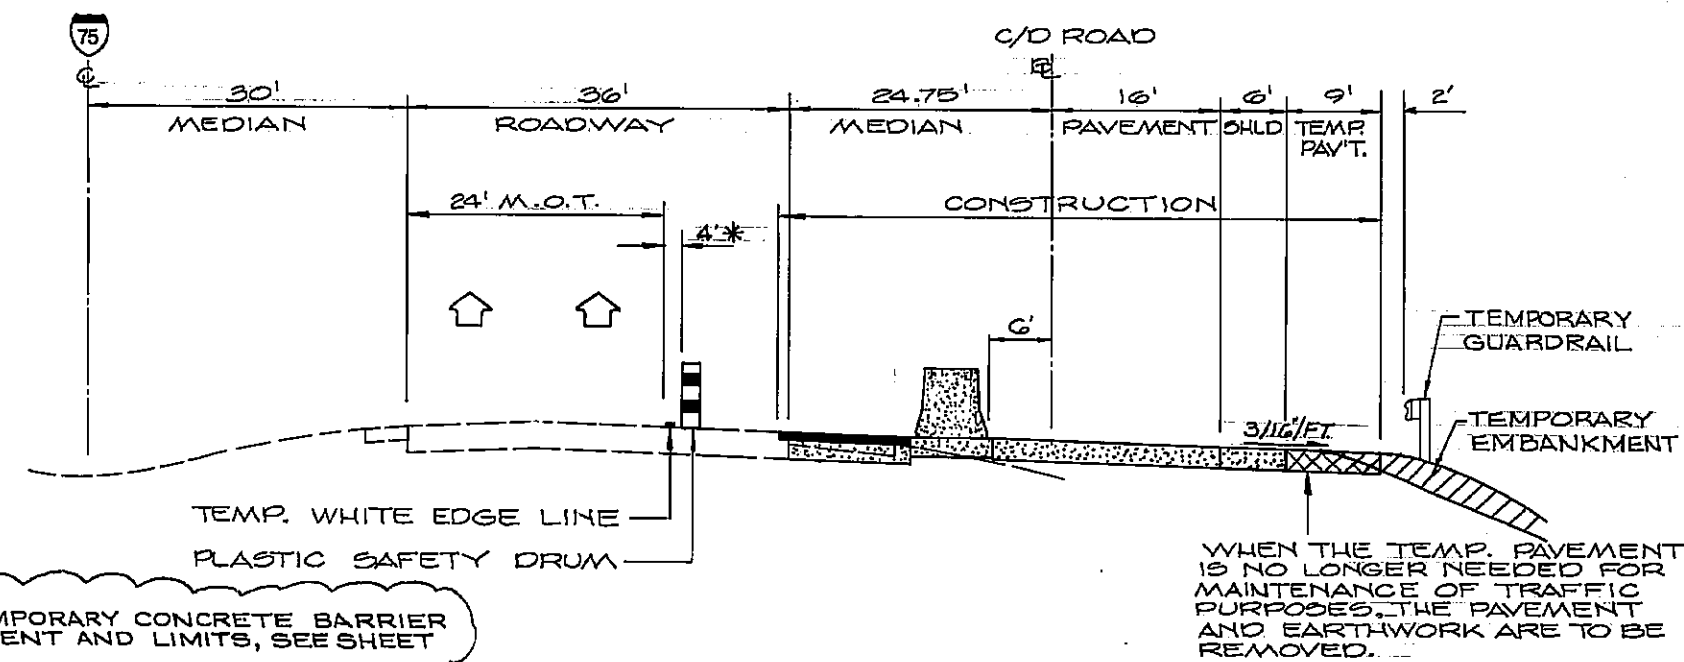 75
C/D ROAD
30'
36'
24.75'
16'
6'
9'
2'
MEDIAN
ROADWAY
MEDIAN
PAVEMENT
SHLD
TEMP.
PAV'T.
24' M.O.T.
CONSTRUCTION
4'*
6'
TEMPORARY
GUARDRAIL
3/16"/FT.
TEMPORARY
EMBANKMENT
TEMP. WHITE EDGE LINE
PLASTIC SAFETY DRUM
WHEN THE TEMP. PAVEMENT
IS NO LONGER NEEDED FOR
MAINTENANCE OF TRAFFIC
PURPOSES, THE PAVEMENT
AND EARTHWORK ARE TO BE
REMOVED.
MPORARY CONCRETE BARRIER
ENT AND LIMITS, SEE SHEET